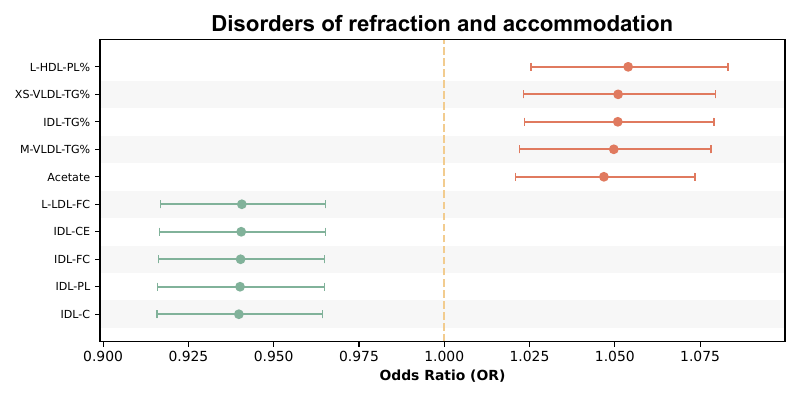 Disorders of refraction and accommodation
L-HDL-PL%
XS-VLDL-TG%
IDL-TG%
M-VLDL-TG%
Acetate
L-LDL-FC
IDL-CE
IDL-FC
IDL-PL
IDL-C
0.900 0.925 0.950 0.975 1.000 1.025 1.050 1.075
Odds Ratio (OR)